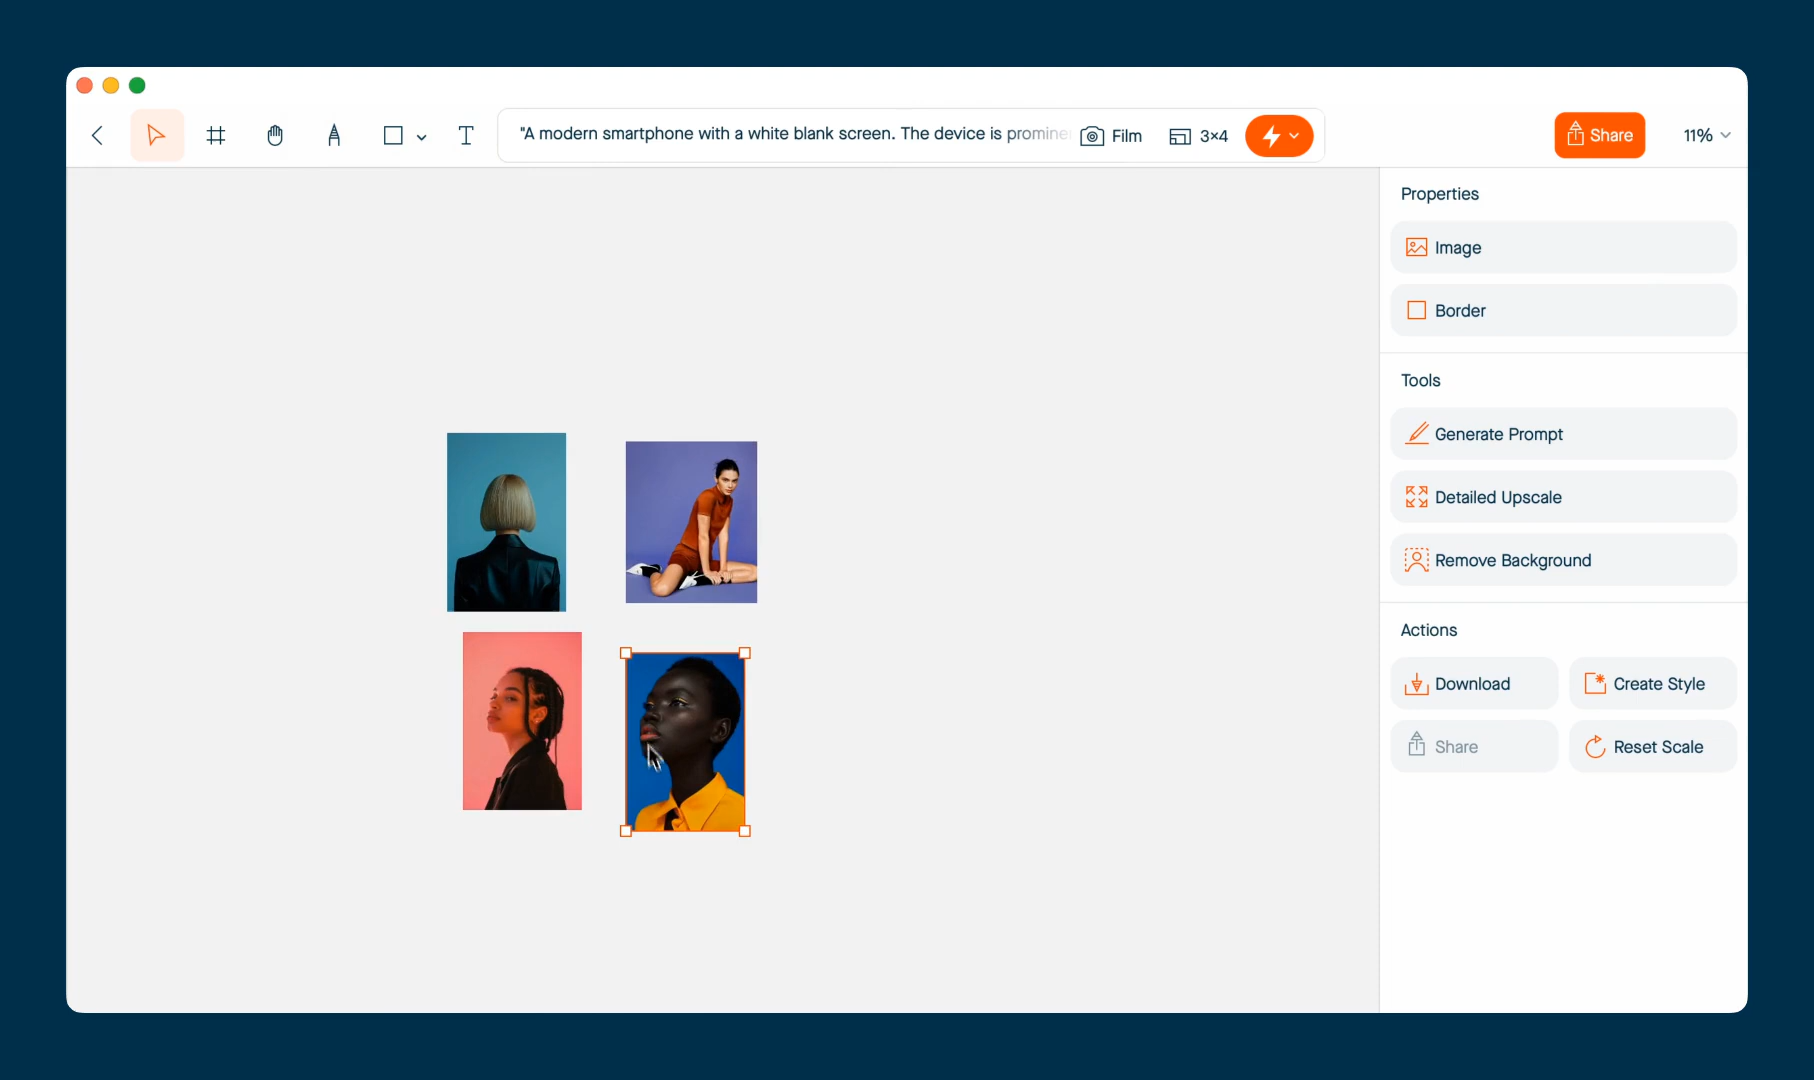 "A modern smartphone with a white blank screen. The device is promine
Film
3×4
Share
11%
Properties
Image
Border
Tools
Generate Prompt
Detailed Upscale
Remove Background
Actions
Download
Create Style
Share
Reset Scale